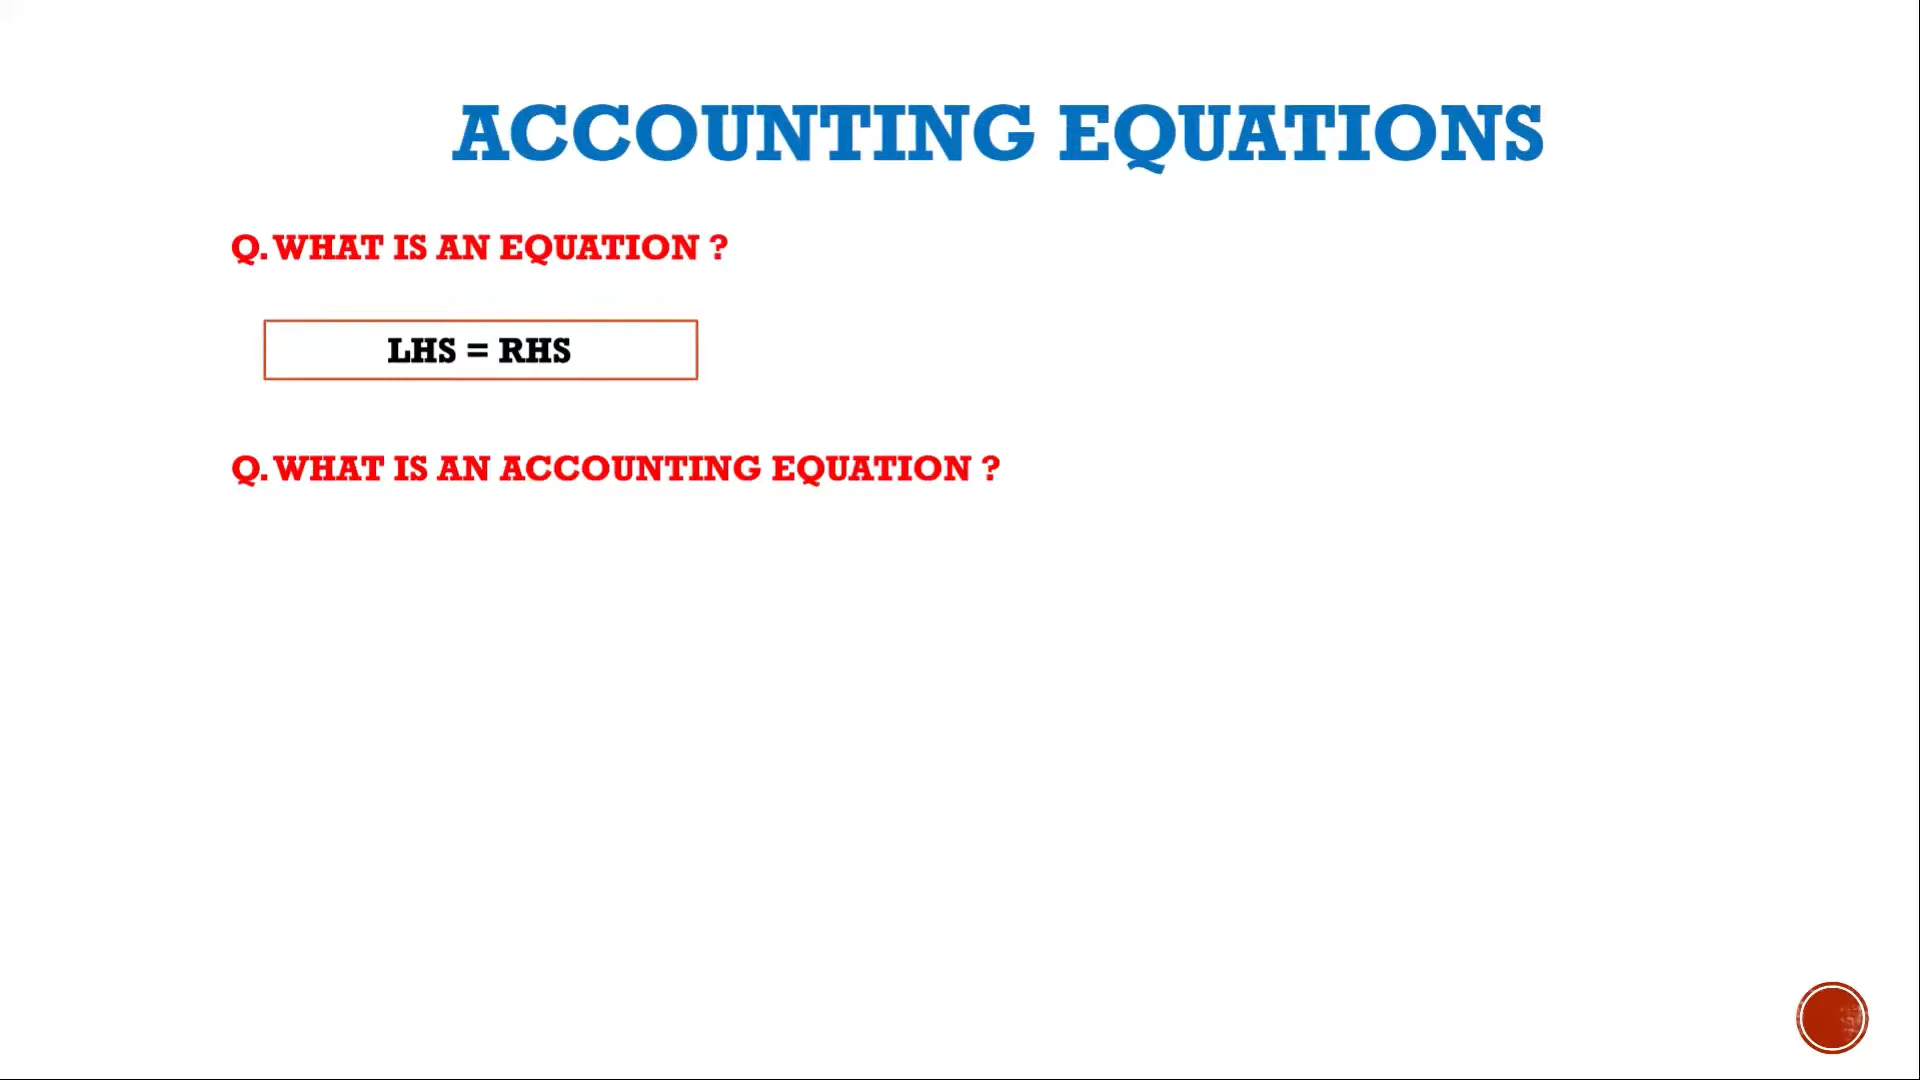 ACCOUNTING EQUATIONS
Q. WHAT IS AN EQUATION ?
LHS = RHS
Q. WHAT IS AN ACCOUNTING EQUATION ?